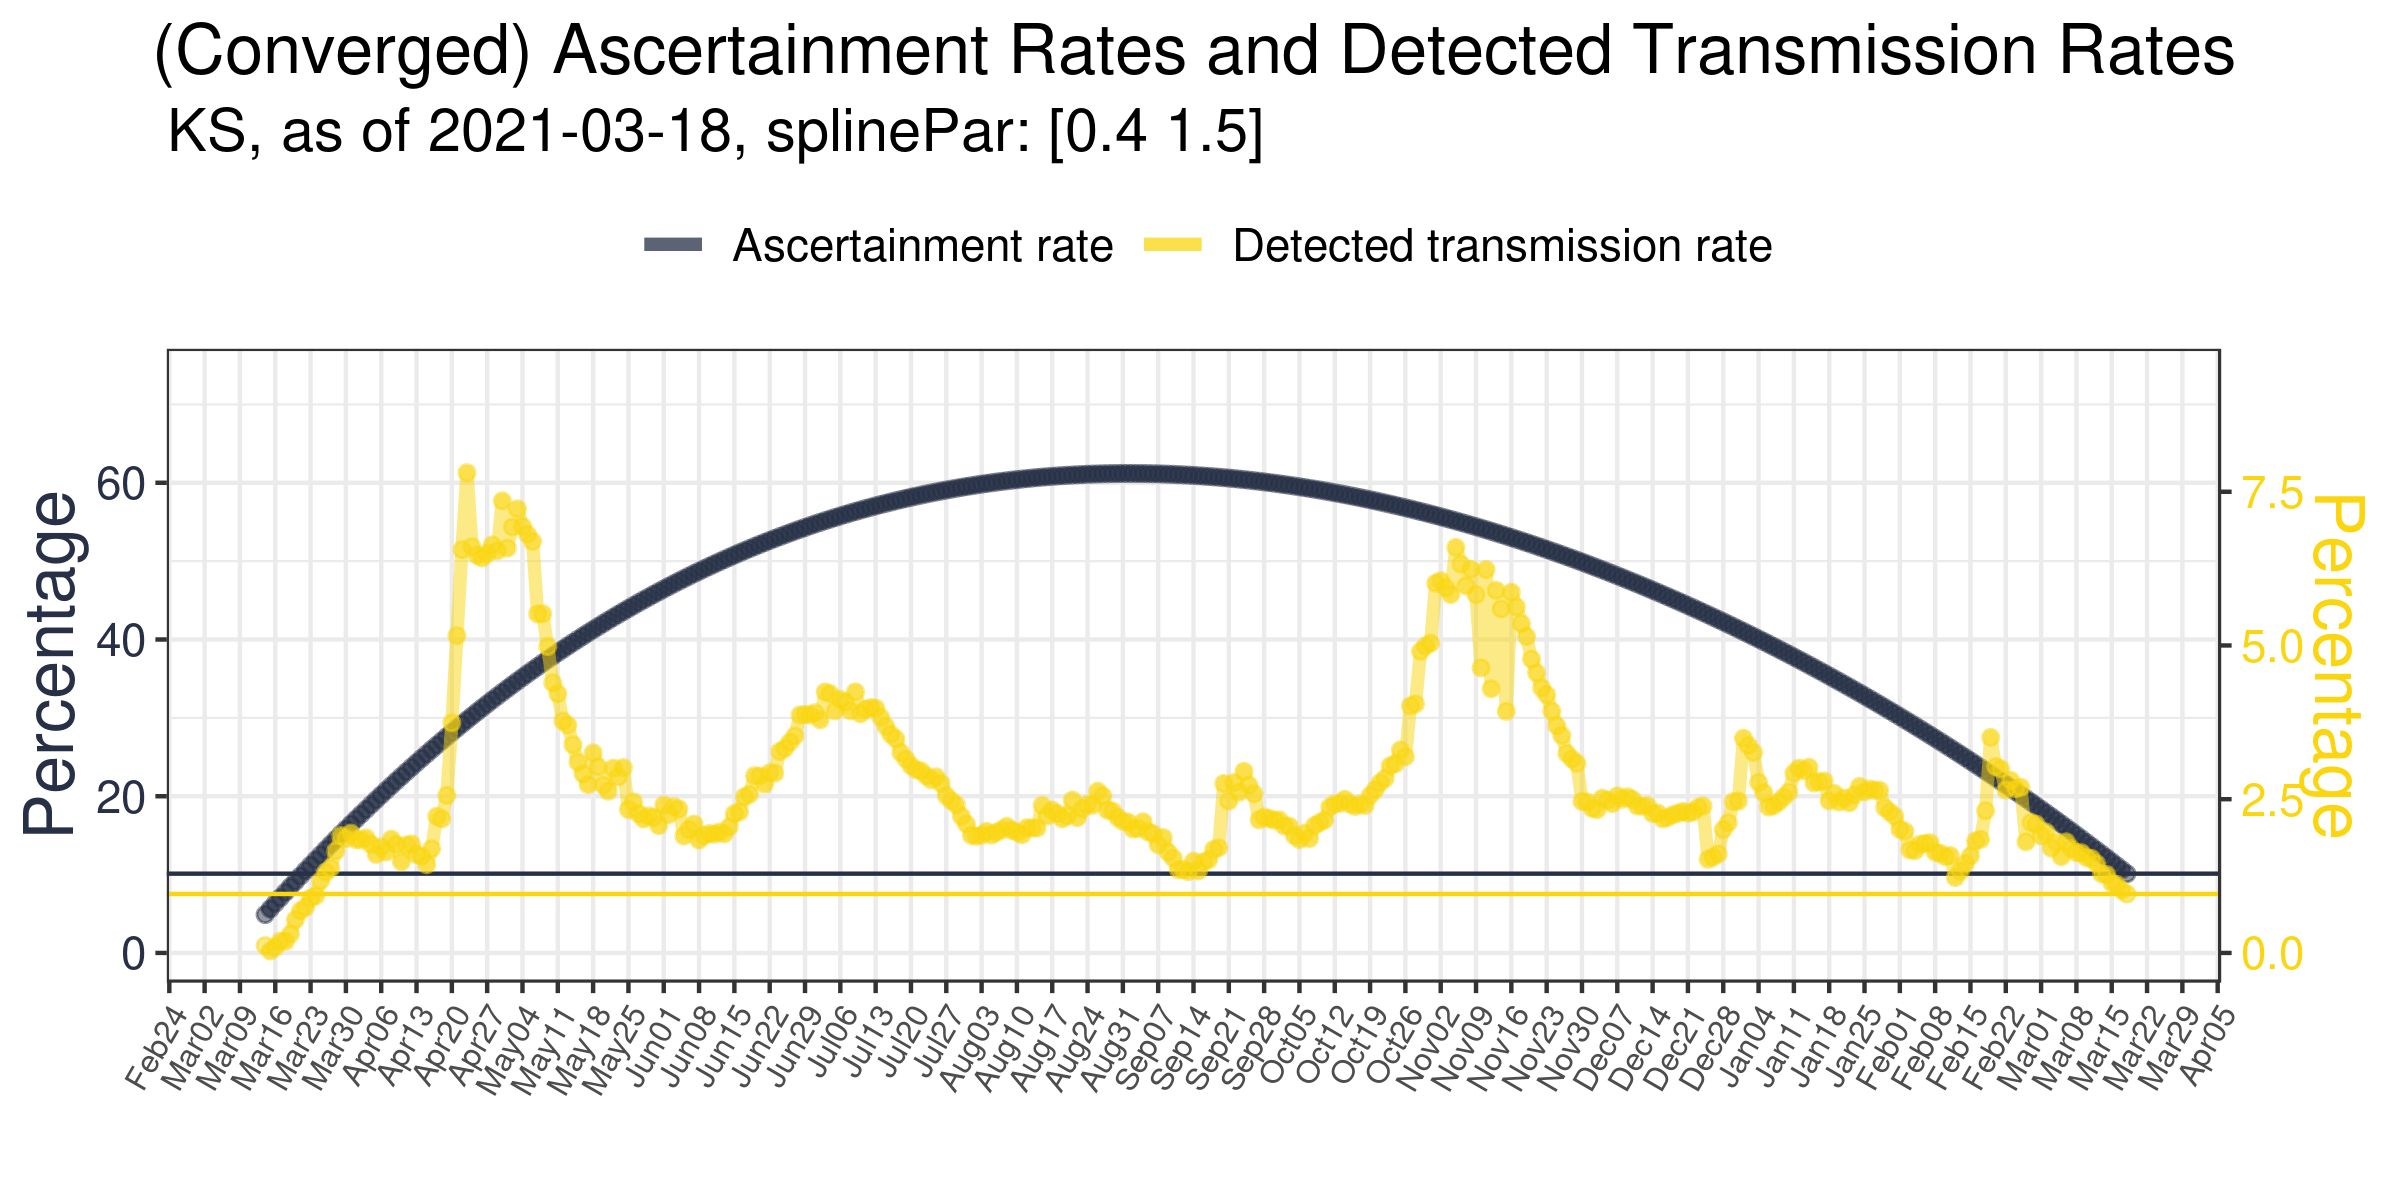 (Converged) Ascertainment Rates and Detected Transmission Rates
KS, as of 2021-03-18, splinePar: [0.4 1.5]
Ascertainment rate
Detected transmission rate
Percentage
60
40
20
0
7.5
5.0
2.5
0.0
Percentage
Feb24
Mar02
Mar09
Mar16
Mar23
Mar30
Apr06
Apr13
Apr20
Apr27
May04
May11
May18
May25
Jun01
Jun08
Jun15
Jun22
Jun29
Jul06
Jul13
Jul20
Jul27
Aug03
Aug10
Aug17
Aug24
Aug31
Sep07
Sep14
Sep21
Sep28
Oct05
Oct12
Oct19
Oct26
Nov02
Nov09
Nov16
Nov23
Nov30
Dec07
Dec14
Dec21
Dec28
Dec04
Jan11
Jan18
Jan25
Feb01
Feb08
Feb15
Feb22
Mar01
Mar08
Mar15
Mar22
Mar29
Apr05